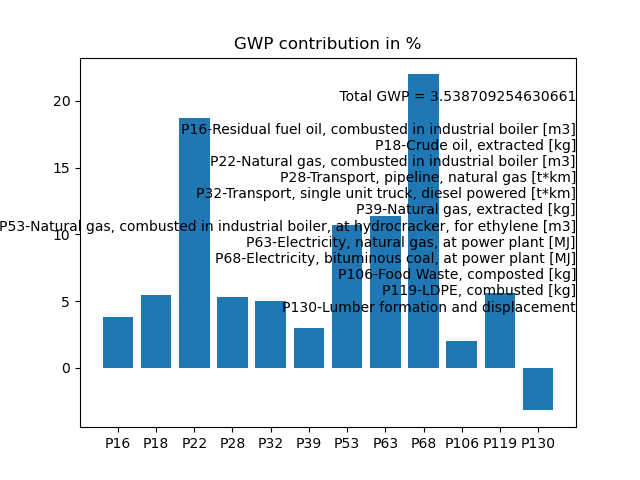 GWP contribution in %
20
15
10
5
0
Total GWP = 3.538709254630661
P16-Residual fuel oil, combusted in industrial boiler [m3]
P18-Crude oil, extracted [kg]
P22-Natural gas, combusted in industrial boiler [m3]
P28-Transport, pipeline, natural gas [t*km]
P32-Transport, single unit truck, diesel powered [t*km]
P39-Natural gas, extracted [kg]
P53-Natural gas, combusted in industrial boiler, at hydrocracker, for ethylene [m3]
P63-Electricity, natural gas, at power plant [MJ]
P68-Electricity, bituminous coal, at power plant [MJ]
P106-Food Waste, composted [kg]
P119-LDPE, combusted [kg]
P130-Lumber formation and displacement
P16 P18 P22 P28 P32 P39 P53 P63 P68 P106 P119 P130